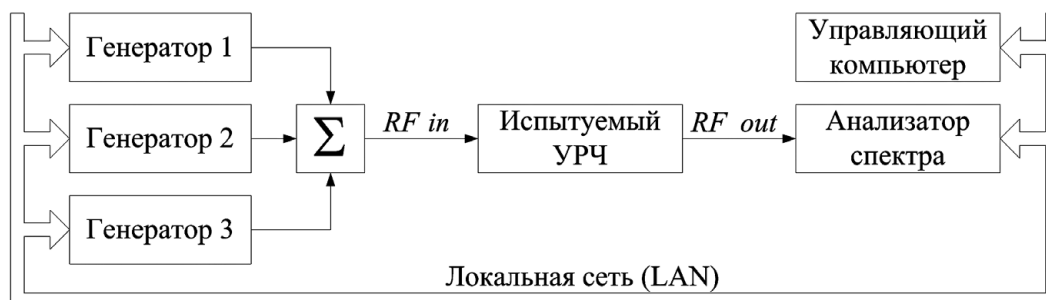 Генератор 1
Управляющий
компьютер
Генератор 2
Σ
RF in
Испытуемый
УРЧ
RF out
Анализатор
спектра
Генератор 3
Локальная сеть (LAN)